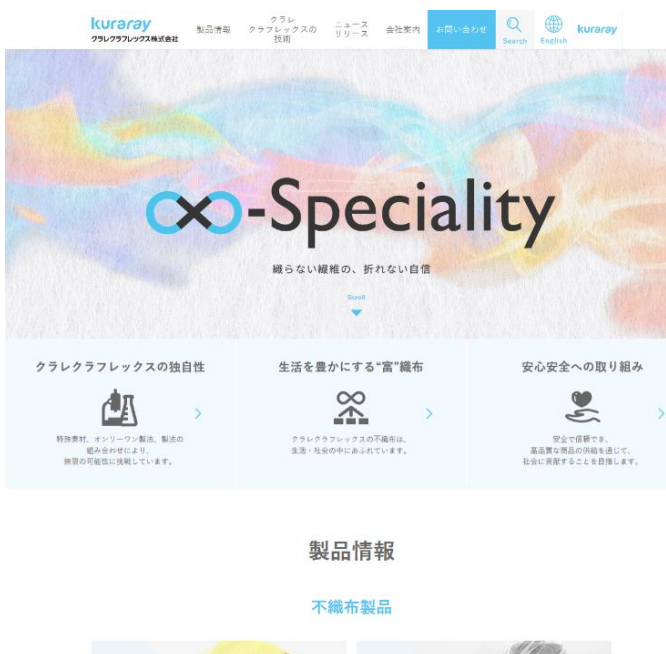 kuraray
クラレクラフレックス株式会社
製品情報
クラレ
クラフレックスの
技術
ニュース
リリース
会社案内
お問い合わせ
Search
English
kuraray
∞-Speciality
織らない繊維の、折れない自信
Scroll
クラレクラフレックスの独自性
特殊素材、オンリーワン製法、製法の
組み合わせにより、
無限の可能性に挑戦しています。
生活を豊かにする“富”織布
クラレクラフレックスの不織布は、
生活・社会の中にあふれています。
安心安全への取り組み
安全で信頼でき、
高品質な商品の供給を通じて、
社会に貢献することを目指します。
製品情報
不織布製品